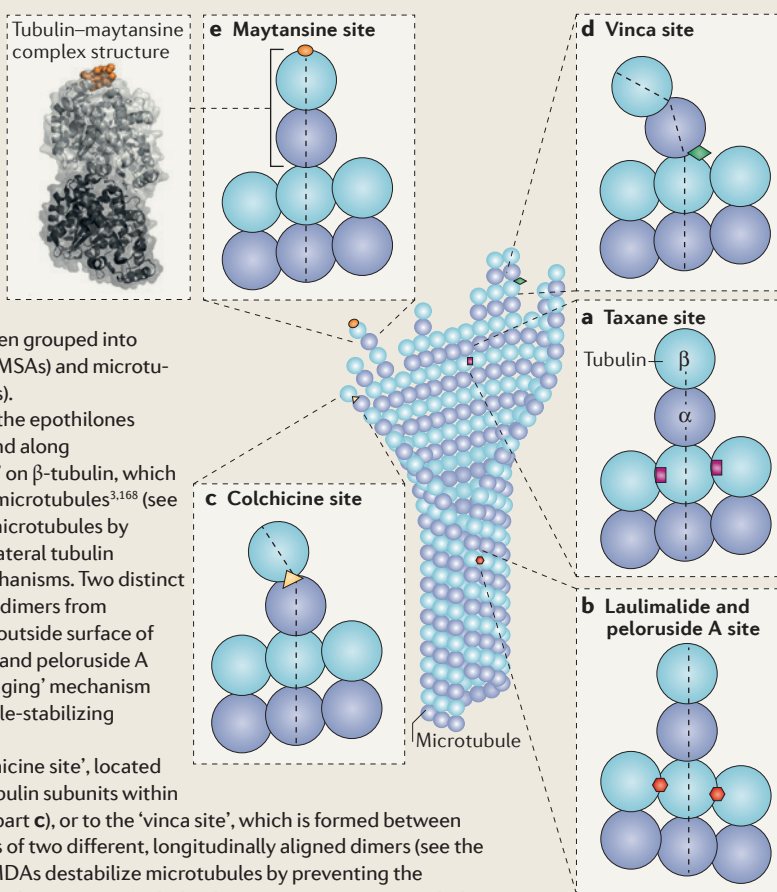 Tubulin–maytansine
complex structure
e Maytansine site
d Vinca site
a Taxane site
Tubulin
β
α
c Colchicine site
b Laulimalide and
peloruside A site
Microtubule
en grouped into
MSAs) and microtu-
s).
the epothilones
nd along
’ on β-tubulin, which
microtubules3,168 (see
nicrotubules by
ateral tubulin
hanisms. Two distinct
dimers from
outside surface of
and peloruside A
ging’ mechanism
le-stabilizing
hicine site’, located
bulin subunits within
part c), or to the ‘vinca site’, which is formed between
s of two different, longitudinally aligned dimers (see the
MDAs destabilize microtubules by preventing the